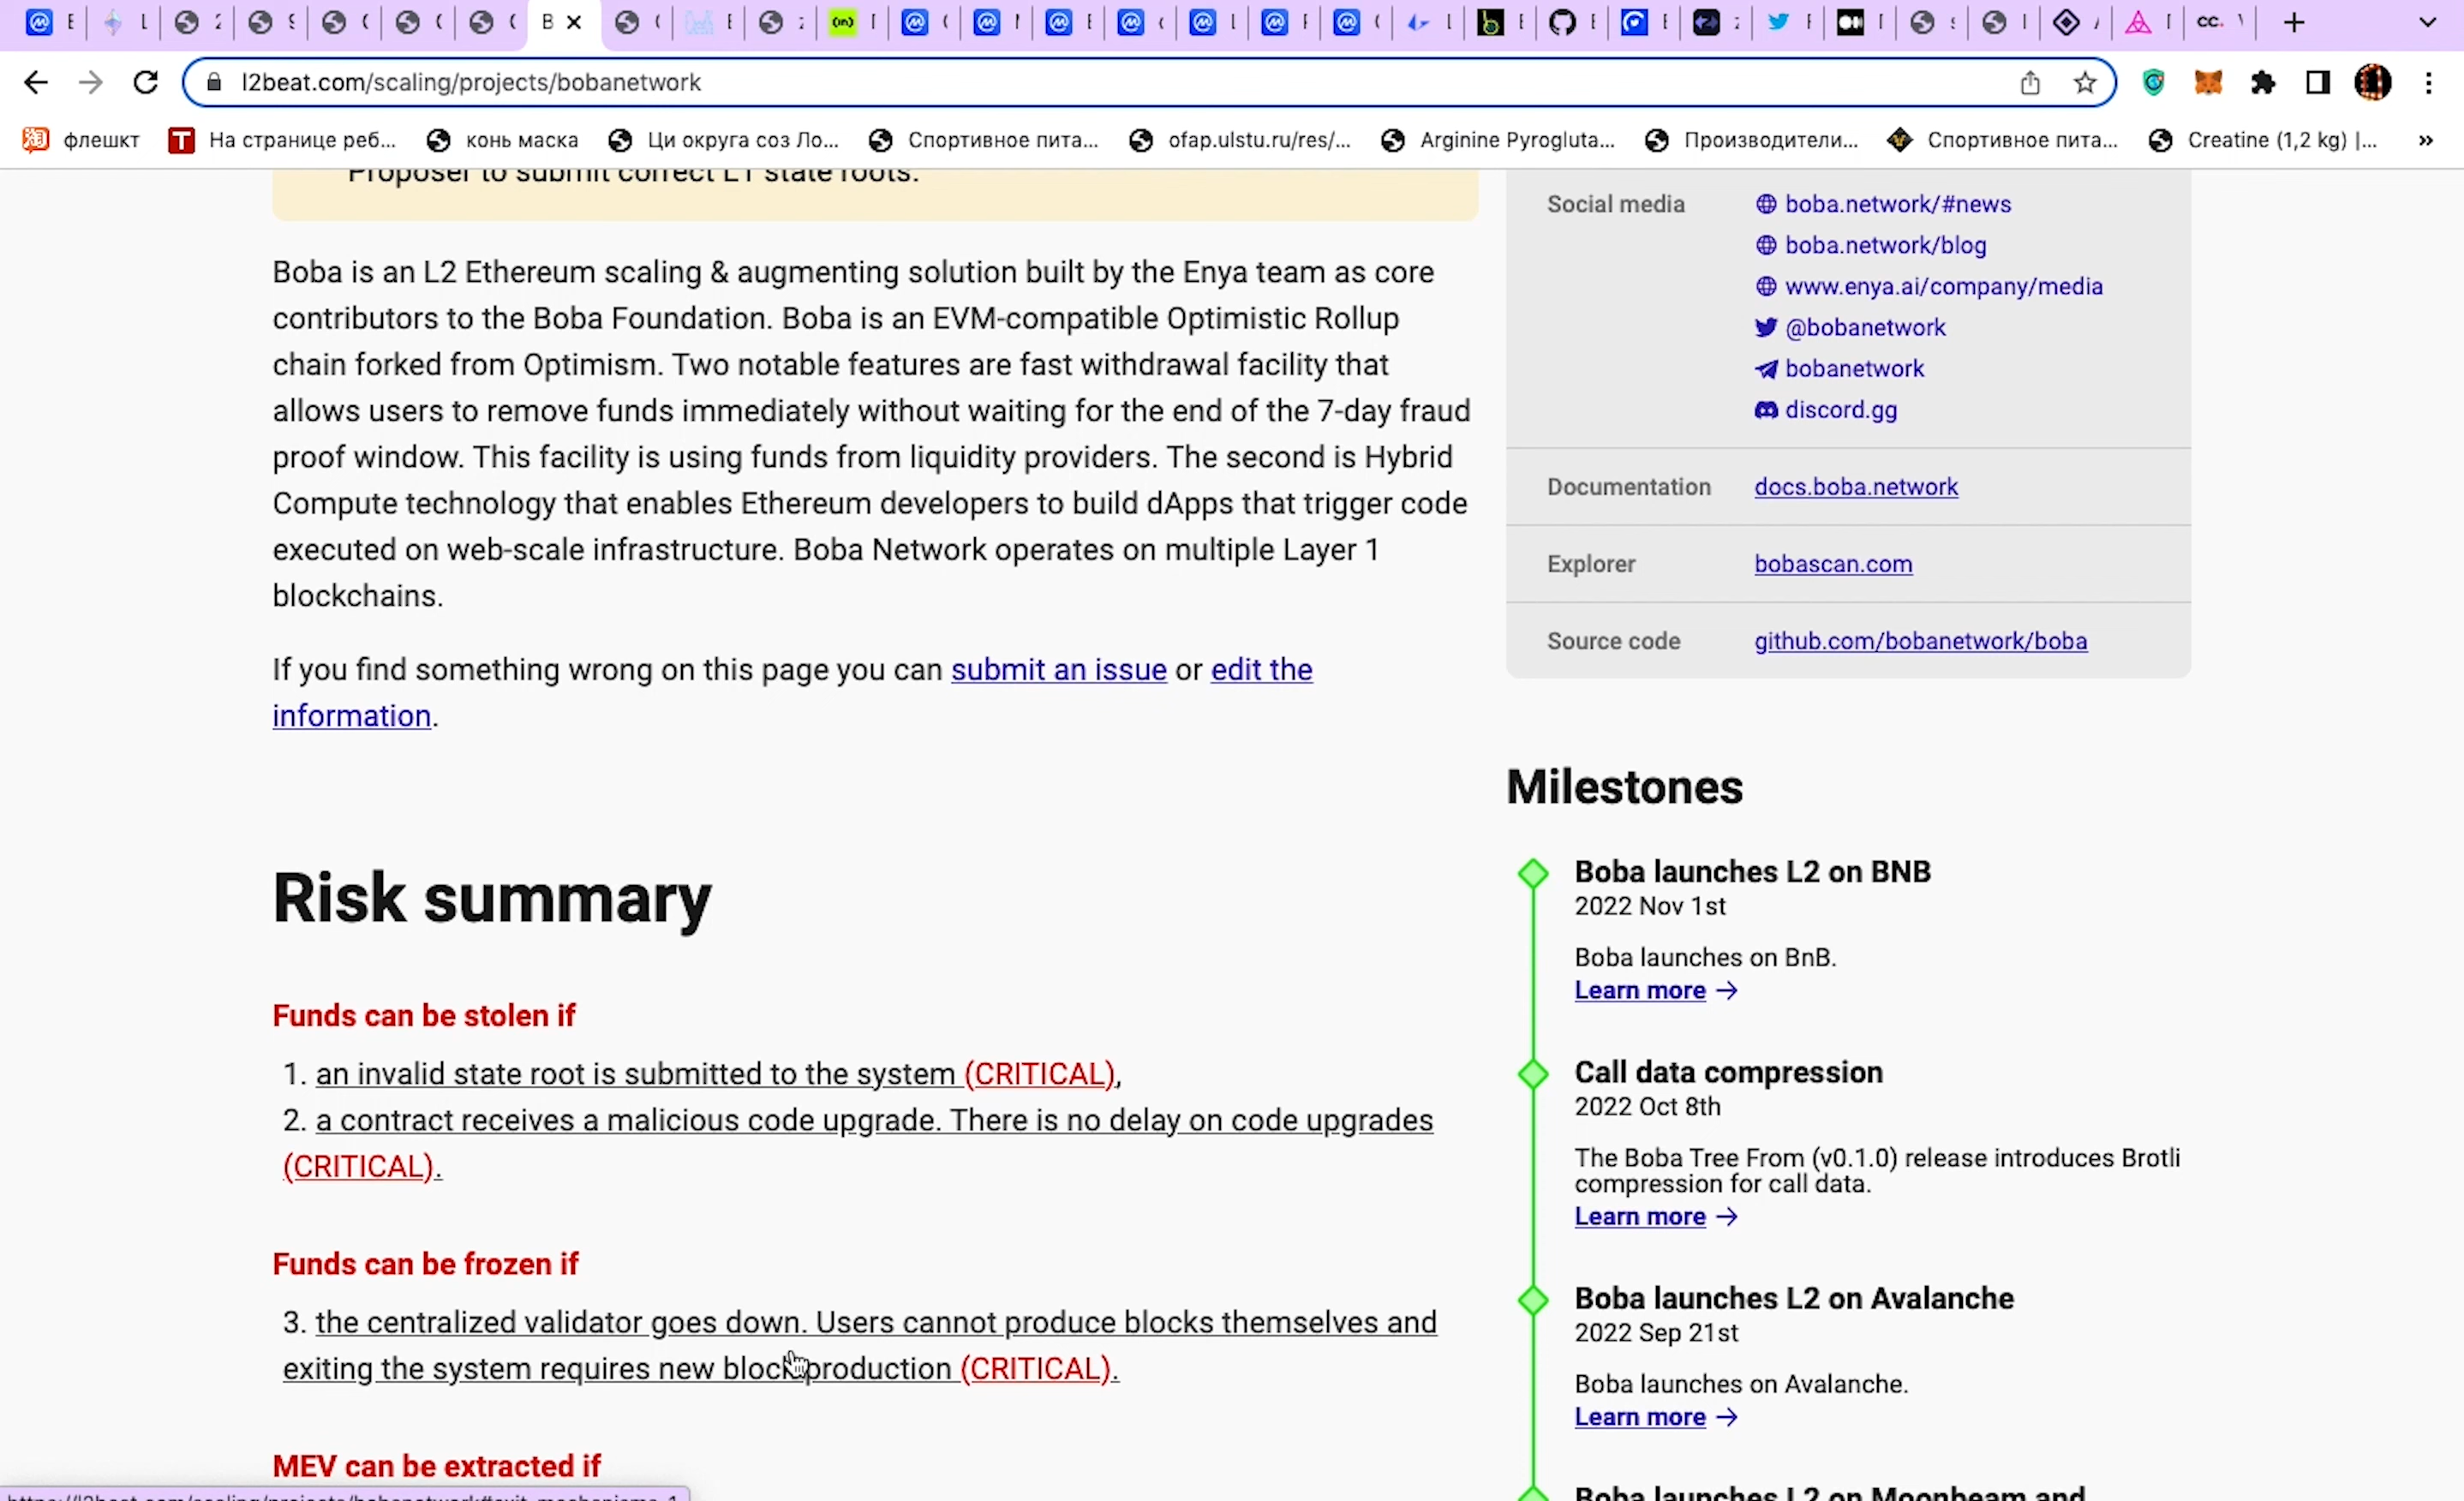 l2beat.com/scaling/projects/bobanetwork
флешкт
На странице реб...
конь маска
Ци округа соз Ло...
Спортивное пита...
ofap.ulstu.ru/res/...
Arginine Pyrogluta...
Производители...
Спортивное пита...
Creatine (1,2 kg) |...
Proposer to submit correct L1 state roots.
Boba is an L2 Ethereum scaling & augmenting solution built by the Enya team as core
contributors to the Boba Foundation. Boba is an EVM-compatible Optimistic Rollup
chain forked from Optimism. Two notable features are fast withdrawal facility that
allows users to remove funds immediately without waiting for the end of the 7-day fraud
proof window. This facility is using funds from liquidity providers. The second is Hybrid
Compute technology that enables Ethereum developers to build dApps that trigger code
executed on web-scale infrastructure. Boba Network operates on multiple Layer 1
blockchains.
If you find something wrong on this page you can submit an issue or edit the
information.
Risk summary
Funds can be stolen if
1. an invalid state root is submitted to the system (CRITICAL),
2. a contract receives a malicious code upgrade. There is no delay on code upgrades
(CRITICAL).
Funds can be frozen if
3. the centralized validator goes down. Users cannot produce blocks themselves and
exiting the system requires new block production (CRITICAL).
MEV can be extracted if
Social media
boba.network/#news
boba.network/blog
www.enya.ai/company/media
@bobanetwork
bobanetwork
discord.gg
Documentation
docs.boba.network
Explorer
bobascan.com
Source code
github.com/bobanetwork/boba
Milestones
Boba launches L2 on BNB
2022 Nov 1st
Boba launches on BnB.
Learn more →
Call data compression
2022 Oct 8th
The Boba Tree From (v0.1.0) release introduces Brotli
compression for call data.
Learn more →
Boba launches L2 on Avalanche
2022 Sep 21st
Boba launches on Avalanche.
Learn more →
Boba launches L2 on Moonbeam and